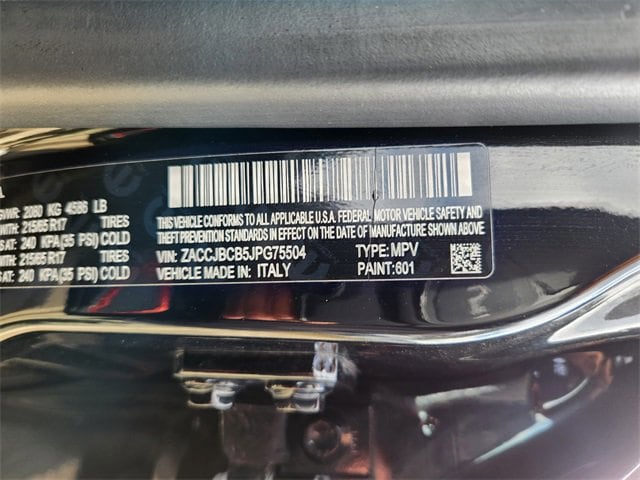 GVWR: 2080 KG 4586 LB
WITH: 215/65 R17 TIRES
S AT: 240 KPA(35 PSI) COLD
WITH: 215/65 R17 TIRES
S AT: 240 KPA(35 PSI) COLD
THIS VEHICLE CONFORMS TO ALL APPLICABLE U.S.A. FEDERAL MOTOR VEHICLE SAFETY AND
THEFT PREVENTION STANDARDS IN EFFECT ON THE DATE OF MANUFACTURE SHOWN ABOVE.
VIN: ZACCJBCB5JPG75504 TYPE: MPV
VEHICLE MADE IN: ITALY PAINT: 601